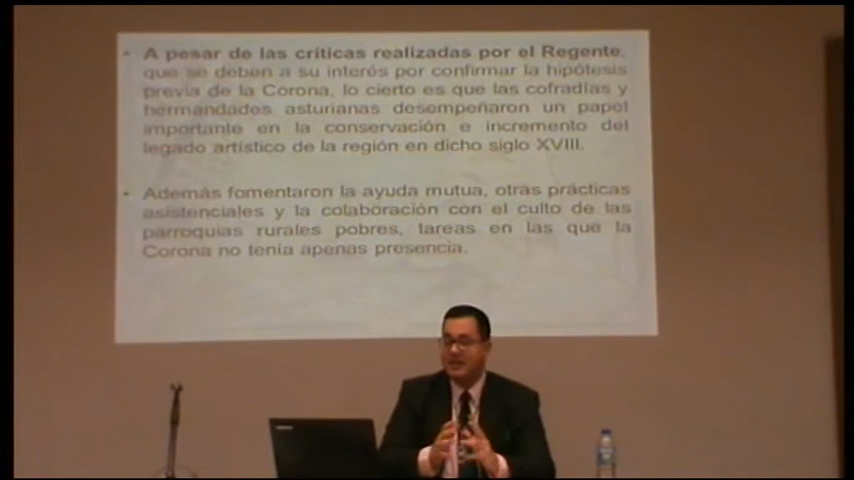 • A pesar de las críticas realizadas por el Regente,
que se deben a su interés por confirmar la hipótesis
previa de la Corona, lo cierto es que las cofradías y
hermandades asturianas desempeñaron un papel
importante en la conservación e incremento del
legado artístico de la región en dicho siglo XVIII.
• Además fomentaron la ayuda mutua, otras prácticas
asistenciales y la colaboración con el culto de las
parroquias rurales pobres, tareas en las que la
Corona no tenía apenas presencia.